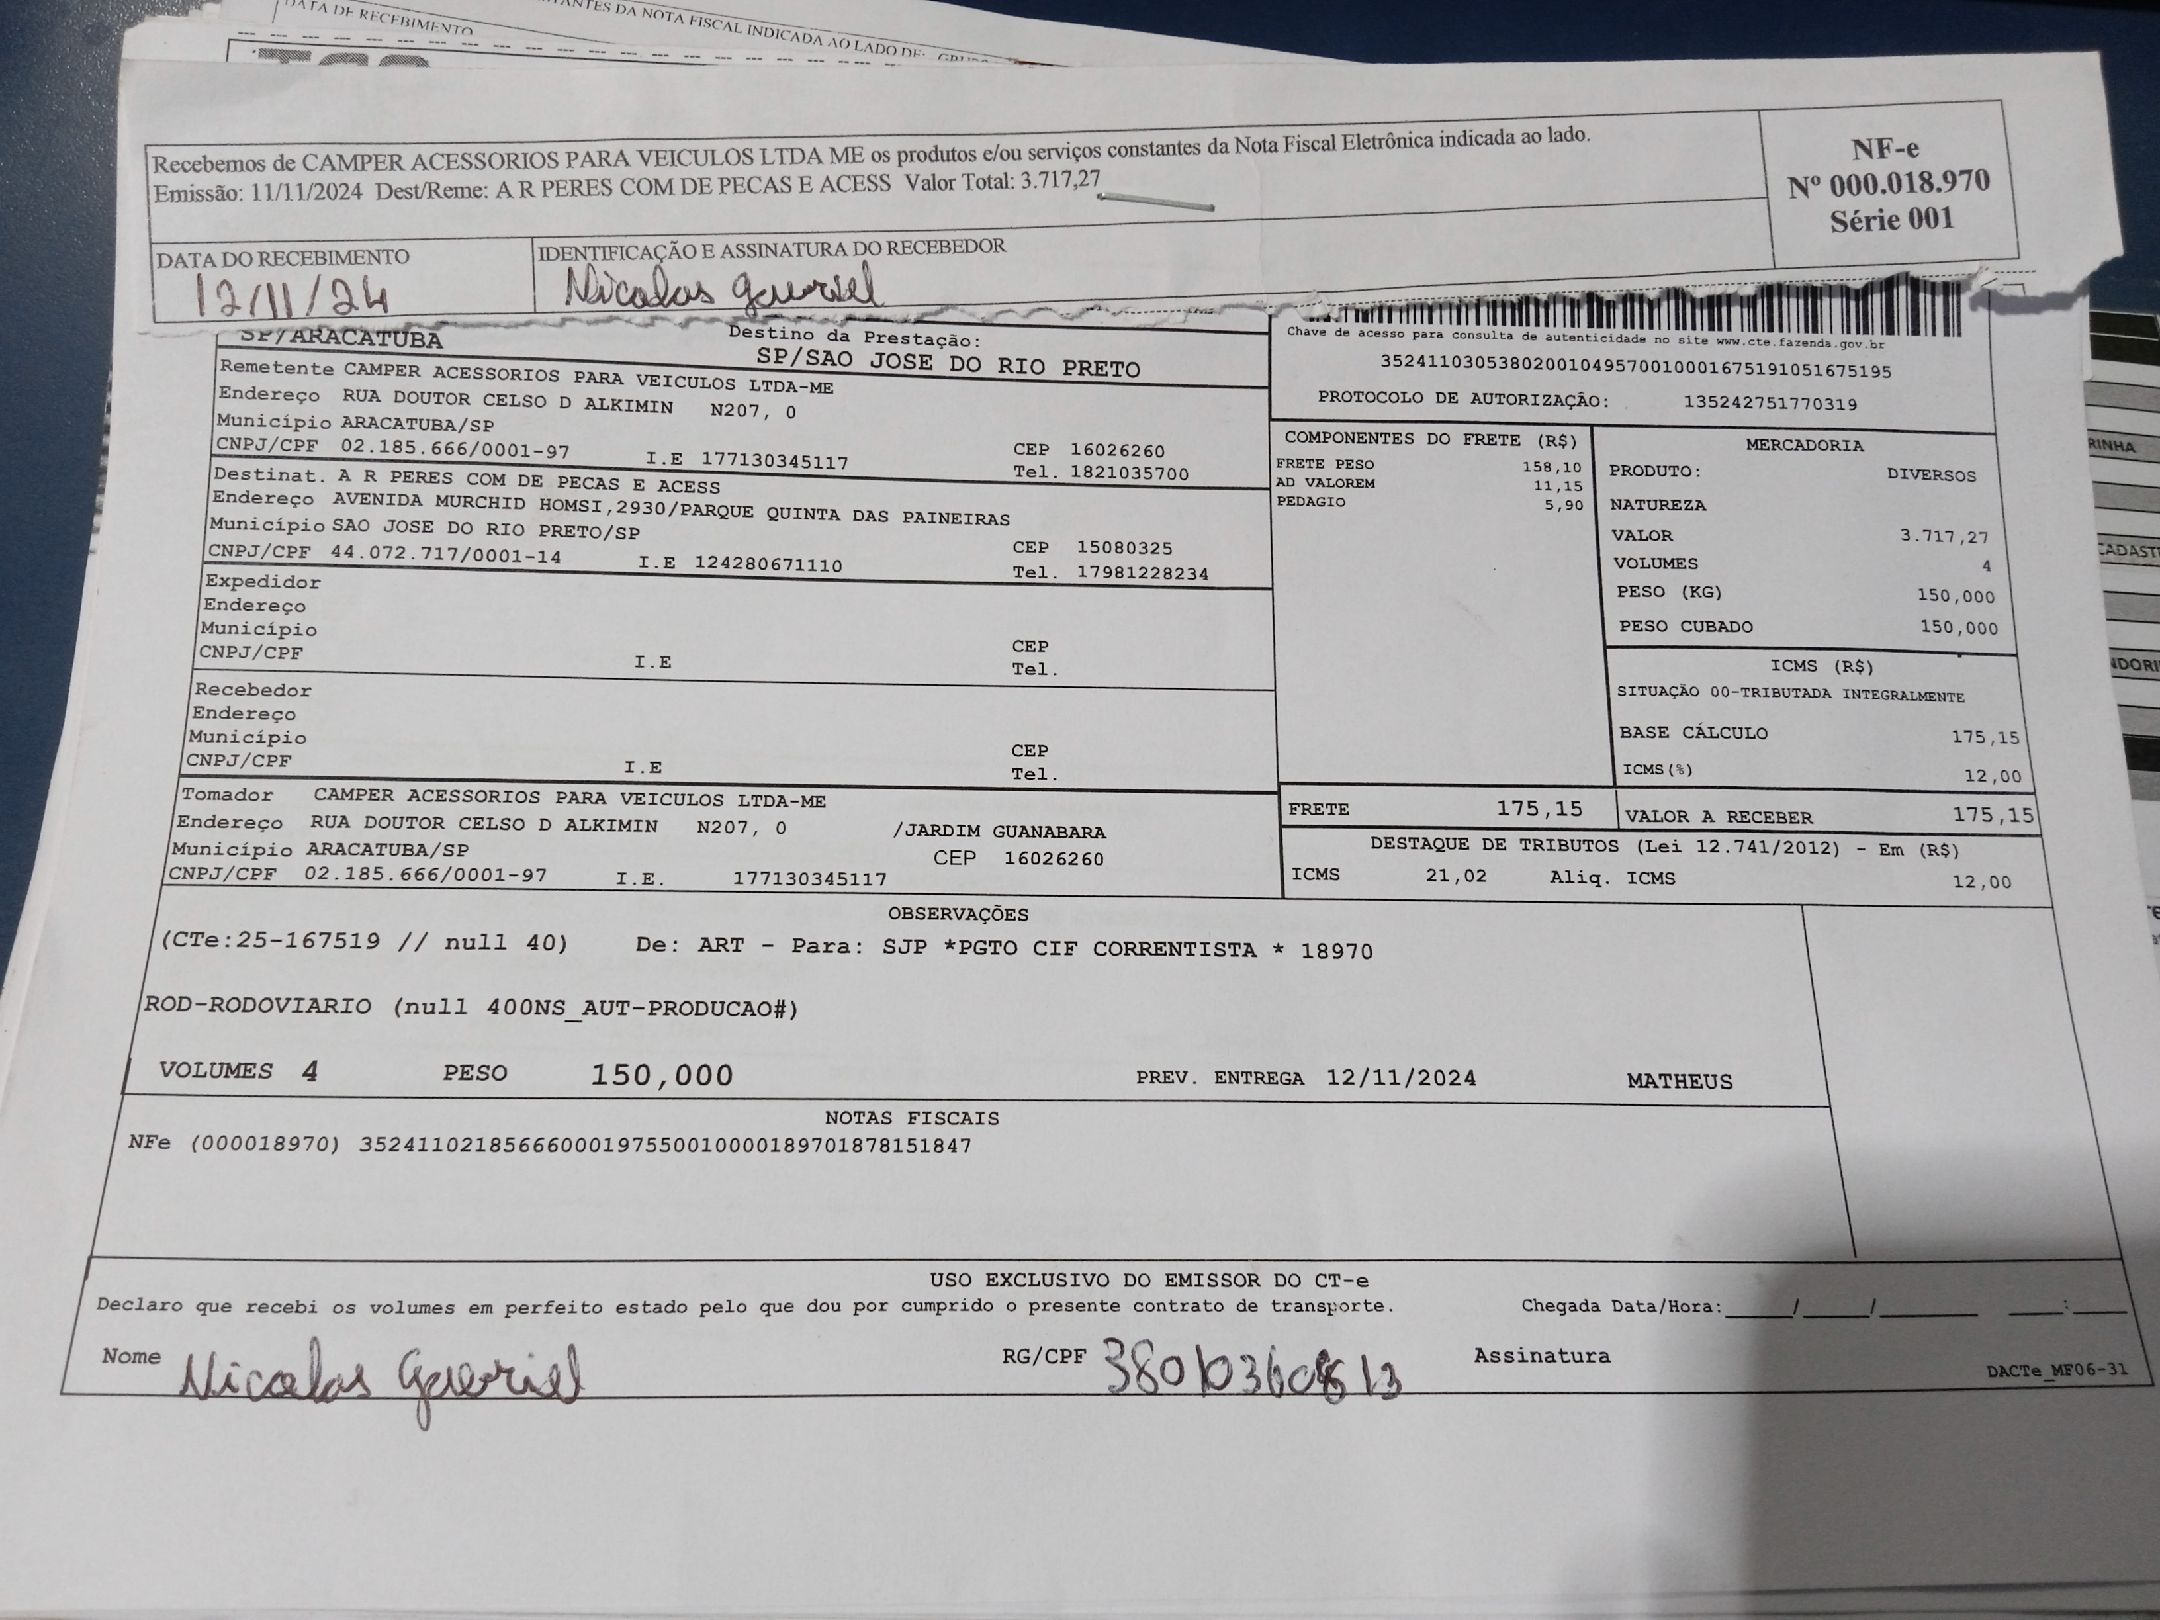 DATA DE RECEBIMENTO
ANTES DA NOTA FISCAL INDICADA AO LADO DE:
Recebemos de CAMPER ACESSORIOS PARA VEICULOS LTDA ME os produtos e/ou serviços constantes da Nota Fiscal Eletrônica indicada ao lado.
Emissão: 11/11/2024 Dest/Reme: A R PERES COM DE PECAS E ACESS Valor Total: 3.717,27
NF-e
Nº 000.018.970
Série 001
DATA DO RECEBIMENTO
12/11/24
IDENTIFICAÇÃO E ASSINATURA DO RECEBEDOR
Nicolas Gabriel
SP/ARACATUBA
Destino da Prestação:
SP/SAO JOSE DO RIO PRETO
Chave de acesso para consulta de autenticidade no site www.cte.fazenda.gov.br
35241103053802001049570010001675191051675195
PROTOCOLO DE AUTORIZAÇÃO: 135242751770319
Remetente CAMPER ACESSORIOS PARA VEICULOS LTDA-ME
Endereço RUA DOUTOR CELSO D ALKIMIN N207, 0
Município ARACATUBA/SP CEP 16026260
CNPJ/CPF 02.185.666/0001-97 I.E 177130345117 Tel. 1821035700
Destinat. A R PERES COM DE PECAS E ACESS
Endereço AVENIDA MURCHID HOMSI,2930/PARQUE QUINTA DAS PAINEIRAS
Município SAO JOSE DO RIO PRETO/SP CEP 15080325
CNPJ/CPF 44.072.717/0001-14 I.E 124280671110 Tel. 17981228234
Expedidor
Endereço
Município CEP
CNPJ/CPF I.E Tel.
Recebedor
Endereço
Município CEP
CNPJ/CPF I.E Tel.
Tomador CAMPER ACESSORIOS PARA VEICULOS LTDA-ME
Endereço RUA DOUTOR CELSO D ALKIMIN N207, 0 /JARDIM GUANABARA
Município ARACATUBA/SP CEP 16026260
CNPJ/CPF 02.185.666/0001-97 I.E. 177130345117
COMPONENTES DO FRETE (R$)
FRETE PESO 158,10
AD VALOREM 11,15
PEDAGIO 5,90
MERCADORIA
PRODUTO: DIVERSOS
NATUREZA
VALOR 3.717,27
VOLUMES 4
PESO (KG) 150,000
PESO CUBADO 150,000
ICMS (R$)
SITUAÇÃO 00-TRIBUTADA INTEGRALMENTE
BASE CÁLCULO 175,15
ICMS(%) 12,00
FRETE 175,15 VALOR A RECEBER 175,15
DESTAQUE DE TRIBUTOS (Lei 12.741/2012) - Em (R$)
ICMS 21,02 Aliq. ICMS 12,00
OBSERVAÇÕES
(CTe:25-167519 // null 40) De: ART - Para: SJP *PGTO CIF CORRENTISTA * 18970
ROD-RODOVIARIO (null 400NS_AUT-PRODUCAO#)
VOLUMES 4 PESO 150,000 PREV. ENTREGA 12/11/2024 MATHEUS
NOTAS FISCAIS
NFe (000018970) 35241102185666000197550010000189701878151847
USO EXCLUSIVO DO EMISSOR DO CT-e
Declaro que recebi os volumes em perfeito estado pelo que dou por cumprido o presente contrato de transporte. Chegada Data/Hora:____/____/______ ____:____
Nome Nicolas Gabriel RG/CPF Assinatura
DACTe_MF06-31